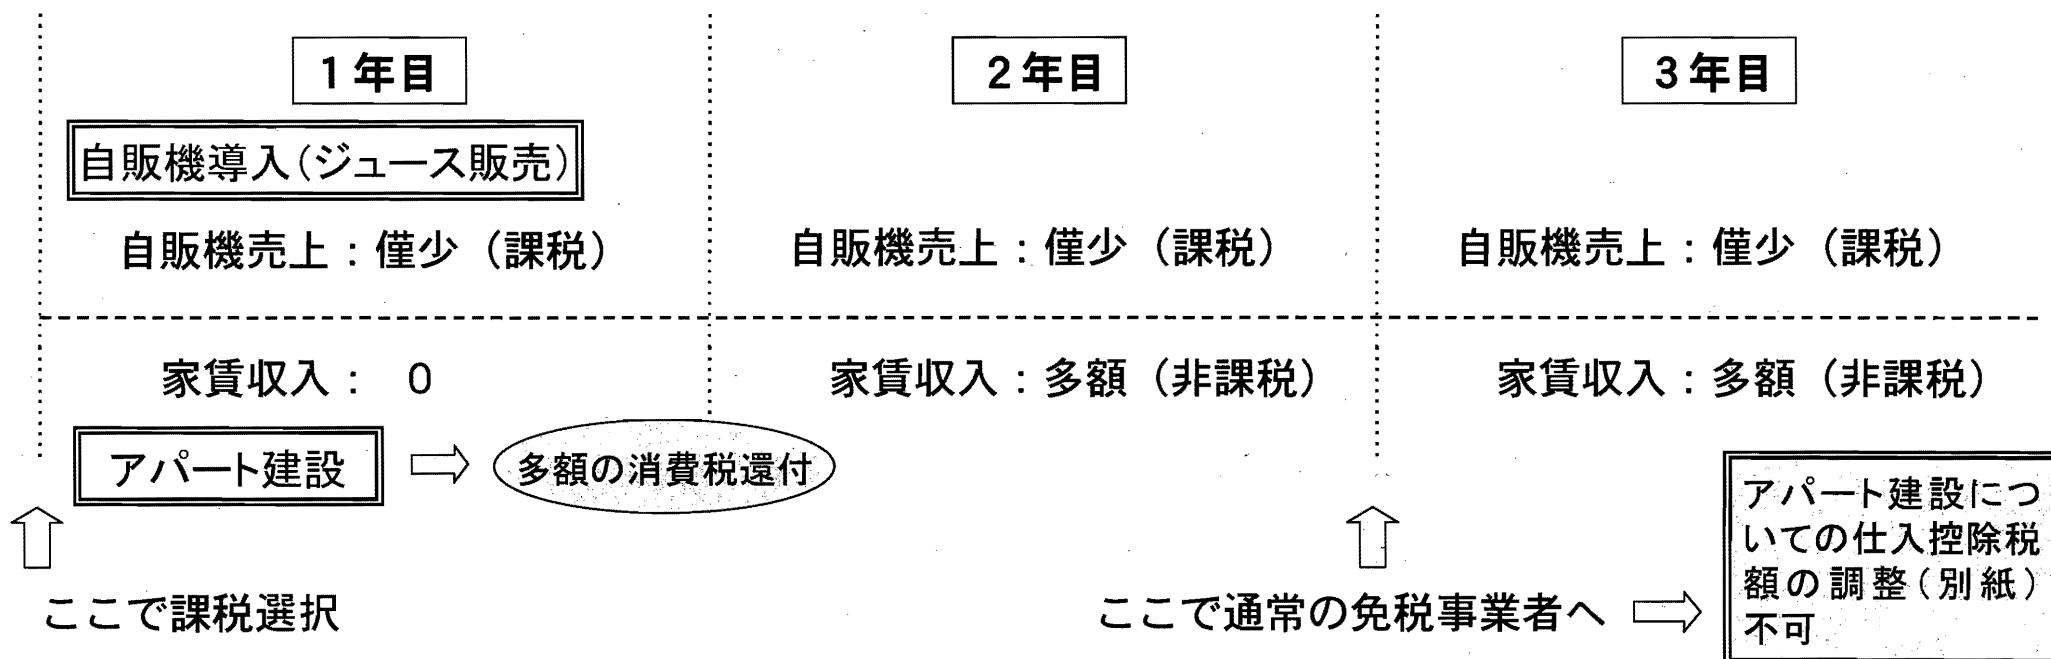 1年目
2年目
3年目
自販機導入(ジュース販売)
自販機売上:僅少(課税)
自販機売上:僅少(課税)
自販機売上:僅少(課税)
家賃収入: 0
家賃収入:多額(非課税)
家賃収入:多額(非課税)
アパート建設
多額の消費税還付
アパート建設につ
いての仕入控除税
額の調整(別紙)
不可
ここで課税選択
ここで通常の免税事業者へ